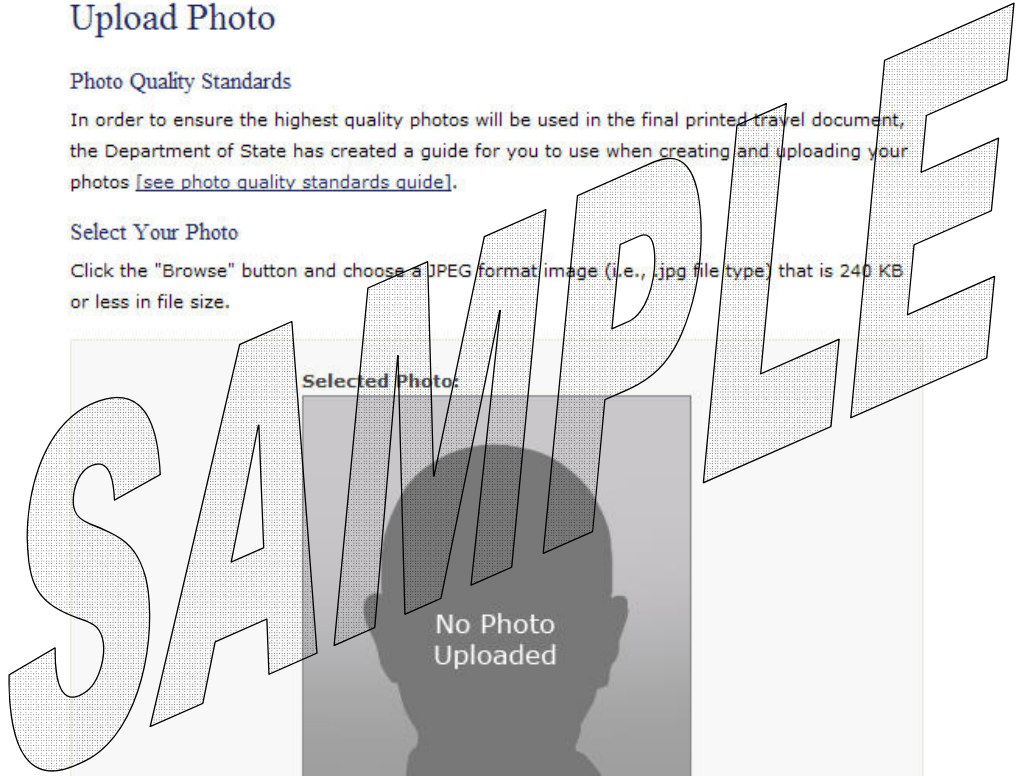 Upload Photo
Photo Quality Standards
In order to ensure the highest quality photos will be used in the final printed travel document,
the Department of State has created a guide for you to use when creating and uploading your
photos [see photo quality standards guide].
Select Your Photo
Click the "Browse" button and choose a JPEG format image (i.e., .jpg file type) that is 240 KB
or less in file size.
Selected Photo:
No Photo
Uploaded
SAMPLE